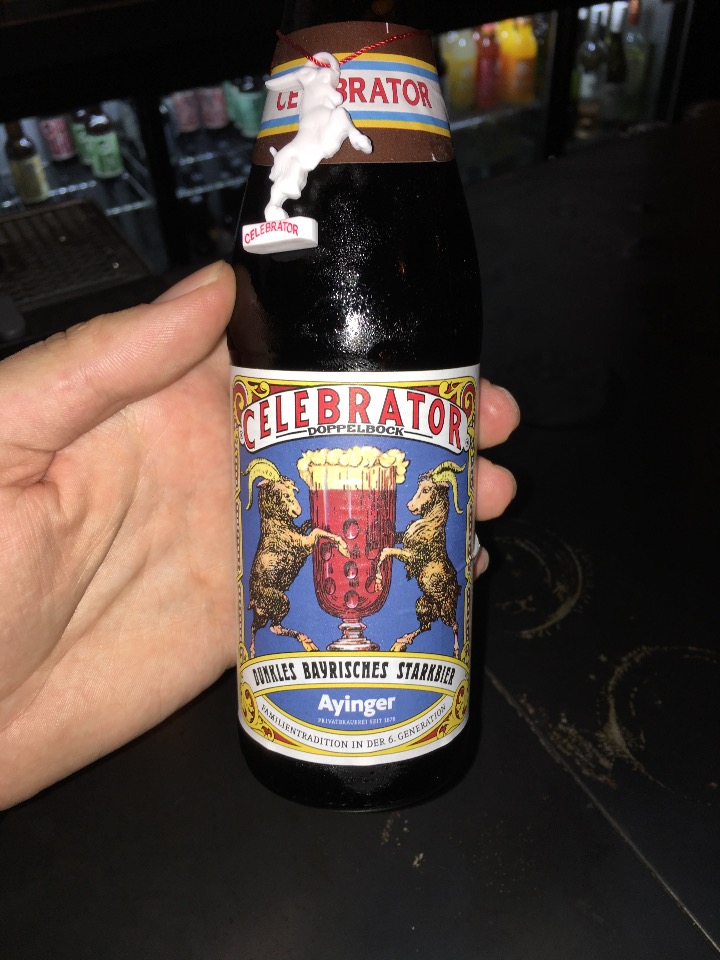 CELEBRATOR
CELEBRATOR
CELEBRATOR
DOPPELBOCK
DUNKLES BAYRISCHES STARKBIER
Ayinger
PRIVATBRAUEREI SEIT 1878
FAMILIENTRADITION IN DER 6. GENERATION